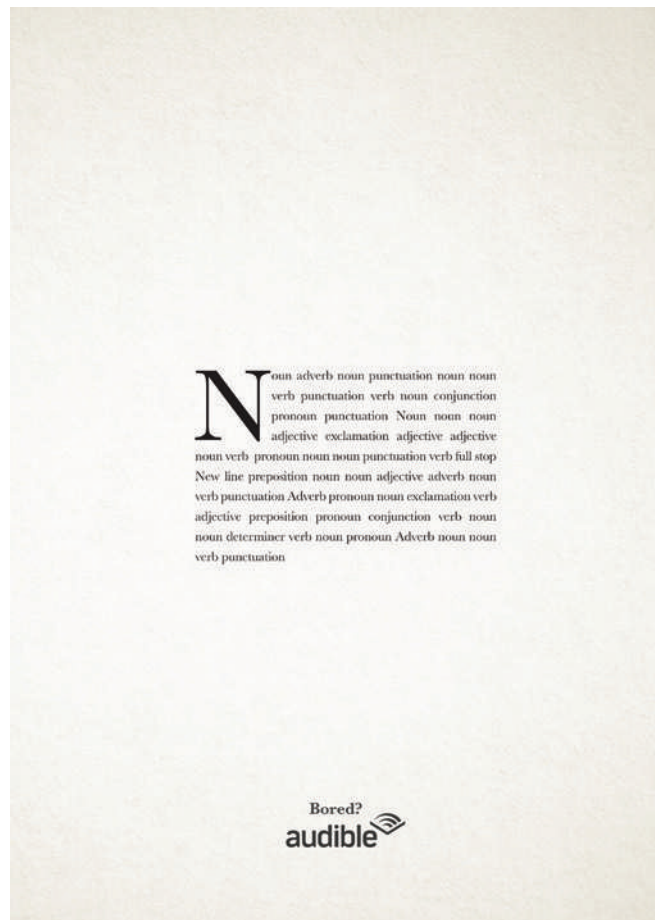 Noun adverb noun punctuation noun noun
verb punctuation verb noun conjunction
pronoun punctuation Noun noun noun
adjective exclamation adjective adjective
noun verb pronoun noun noun punctuation verb full stop
New line preposition noun noun adjective adverb noun
verb punctuation Adverb pronoun noun exclamation verb
adjective preposition pronoun conjunction verb noun
noun determiner verb noun pronoun Adverb noun noun
verb punctuation
Bored?
audible